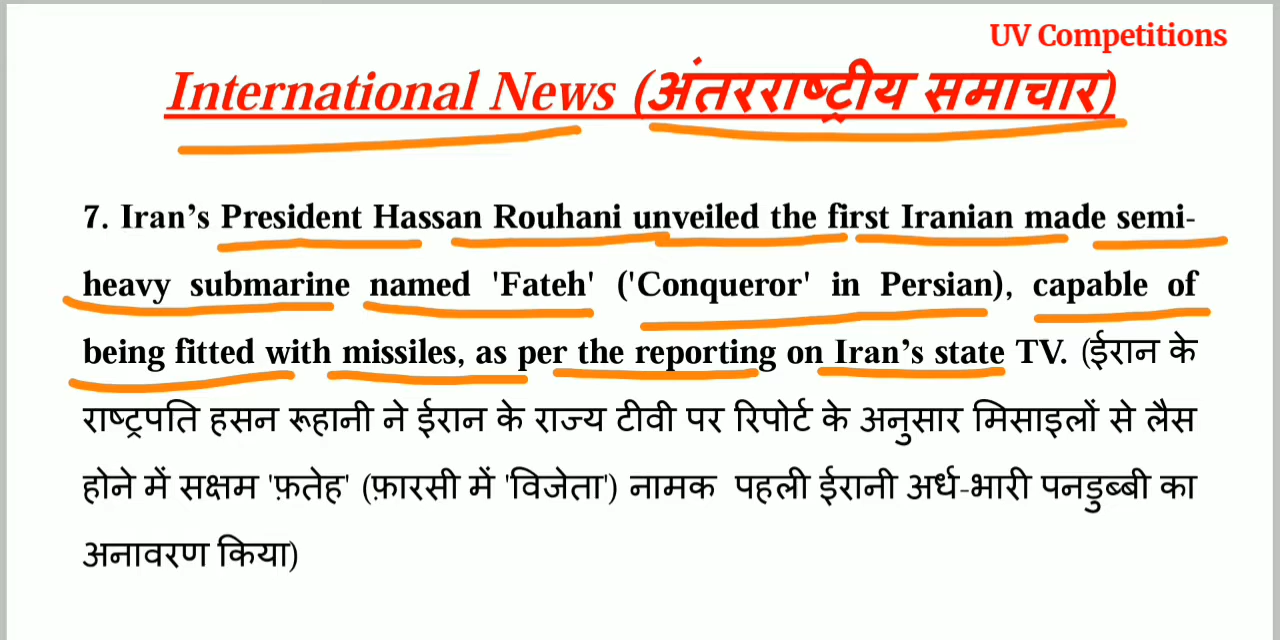 UV Competitions
International News (अंतरराष्ट्रीय समाचार)
7. Iran’s President Hassan Rouhani unveiled the first Iranian made semi-
heavy submarine named 'Fateh' ('Conqueror' in Persian), capable of
being fitted with missiles, as per the reporting on Iran’s state TV. (ईरान के
राष्ट्रपति हसन रूहानी ने ईरान के राज्य टीवी पर रिपोर्ट के अनुसार मिसाइलों से लैस
होने में सक्षम 'फ़तेह' (फ़ारसी में 'विजेता') नामक पहली ईरानी अर्ध-भारी पनडुब्बी का
अनावरण किया)